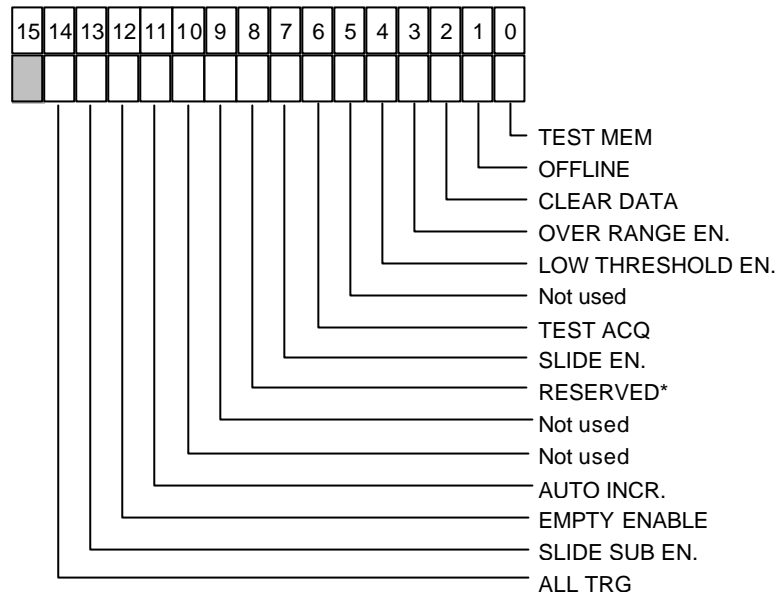 15 14 13 12 11 10 9 8 7 6 5 4 3 2 1 0
TEST MEM
OFFLINE
CLEAR DATA
OVER RANGE EN.
LOW THRESHOLD EN.
Not used
TEST ACQ
SLIDE EN.
RESERVED*
Not used
Not used
AUTO INCR.
EMPTY ENABLE
SLIDE SUB EN.
ALL TRG